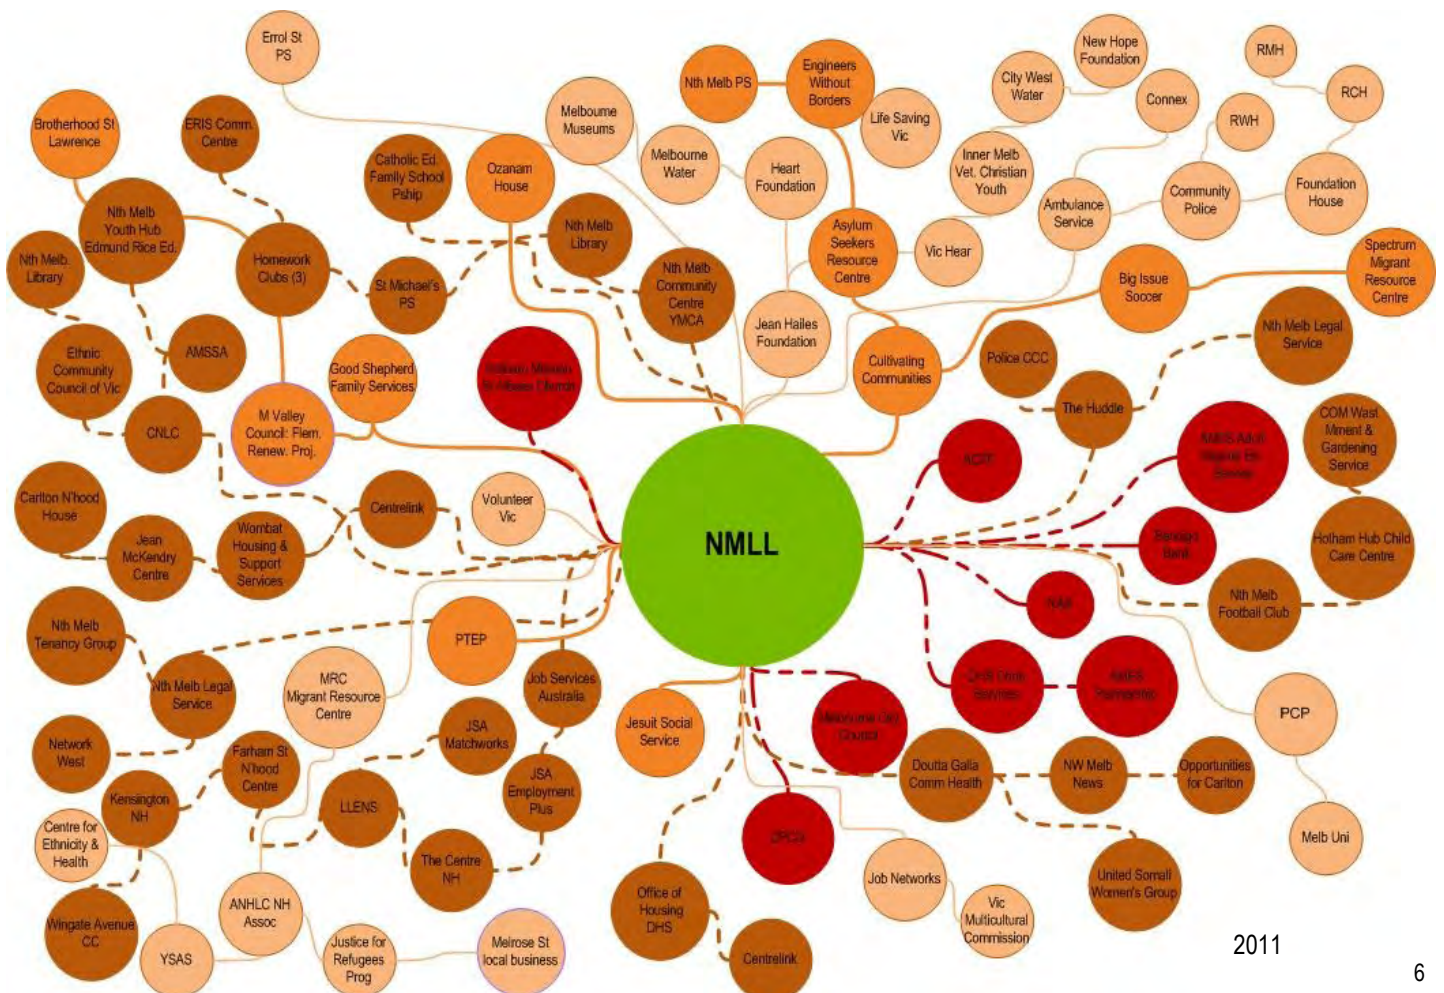 Errol St
PS
New Hope
Foundation
RMH
Nth Melb PS
Engineers
Without
Borders
City West
Water
Connex
RCH
Melbourne
Museums
Life Saving
Vic
RWH
Brotherhood St
Lawrence
ERIS Comm.
Centre
Catholic Ed.
Family School
Pship
Ozanam
House
Melbourne
Water
Heart
Foundation
Inner Melb
Vet. Christian
Youth
Ambulance
Service
Community
Police
Foundation
House
Nth Melb
Youth Hub
Edmund Rice Ed.
Nth Melb
Library
Asylum
Seekers
Resource
Centre
Vic Hear
Spectrum
Migrant
Resource
Centre
Nth Melb.
Library
Homework
Clubs (3)
St Michael's
PS
Nth Melb
Community
Centre
YMCA
Big Issue
Soccer
Jean Hailes
Foundation
Nth Melb Legal
Service
Ethnic
Community
Council of Vic
AMSSA
Good Shepherd
Family Services
Cultivating
Communities
Police CCC
The Huddle
M Valley
Council: Flem.
Renew. Proj.
CNLC
COM Wast
Mment &
Gardening
Service
Carlton N'hood
House
Centrelink
Volunteer
Vic
NMLL
Bendigo
Bank
Jean
McKendry
Centre
Wombat
Housing &
Support
Services
Hotham Hub Child
Care Centre
Nth Melb
Football Club
NAB
Nth Melb
Tenancy Group
PTEP
Nth Melb Legal
Service
MRC
Migrant Resource
Centre
Job Services
Australia
DHS
Services
AMES
Partnership
PCP
Jesuit Social
Service
Melbourne City
Council
Network
West
Farham St
N'hood
Centre
JSA
Matchworks
Doutta Galla
Comm Health
NW Melb
News
Opportunities
for Carlton
Kensington
NH
LLENS
JSA
Employment
Plus
Centre for
Ethnicity &
Health
The Centre
NH
Melb Uni
Job Networks
United Somali
Women's Group
Wingate Avenue
CC
ANHLC NH
Assoc
Office of
Housing
DHS
Vic
Multicultural
Commission
YSAS
Justice for
Refugees
Prog
Melrose St
local business
Centrelink
2011
6